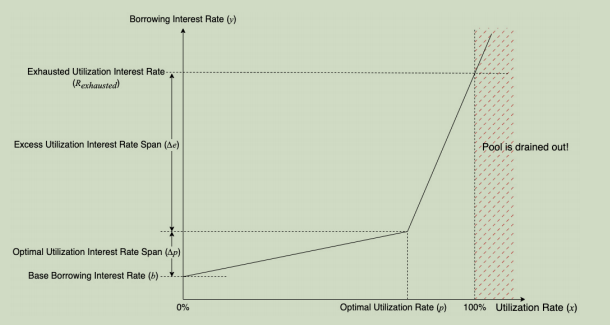 Borrowing Interest Rate (y)
Exhausted Utilization Interest Rate
(R_exhausted)
Excess Utilization Interest Rate Span (Δe)
Pool is drained out!
Optimal Utilization Interest Rate Span (Δp)
Base Borrowing Interest Rate (b)
0%
Optimal Utilization Rate (p)
100%
Utilization Rate (x)